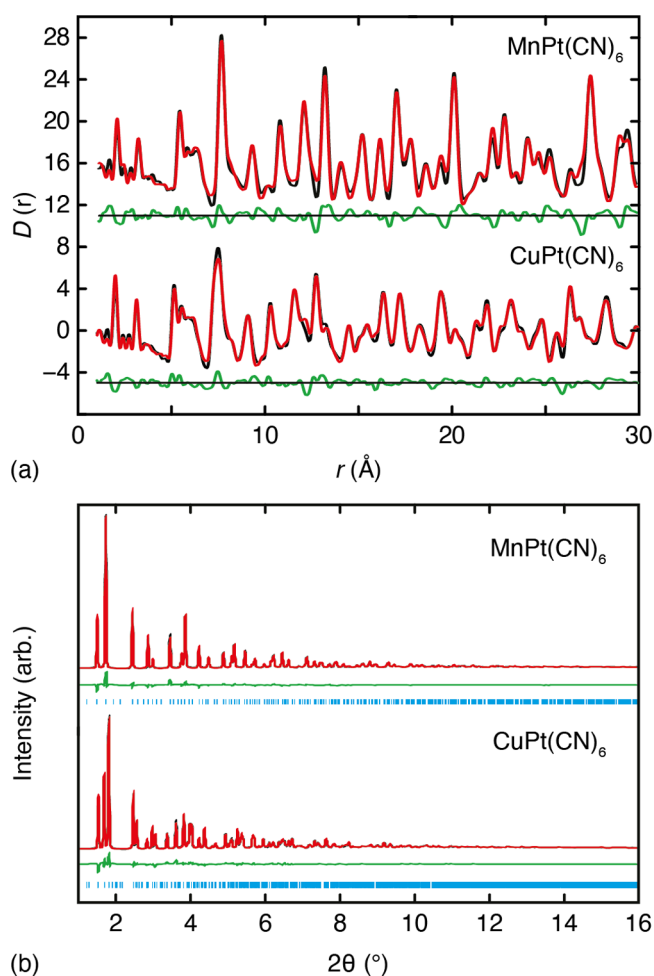 28
24
20
16
12
8
4
0
−4
D (r)
MnPt(CN)6
CuPt(CN)6
0 10 20 30
r (Å)
(a)
MnPt(CN)6
CuPt(CN)6
Intensity (arb.)
2 4 6 8 10 12 14 16
2θ (°)
(b)